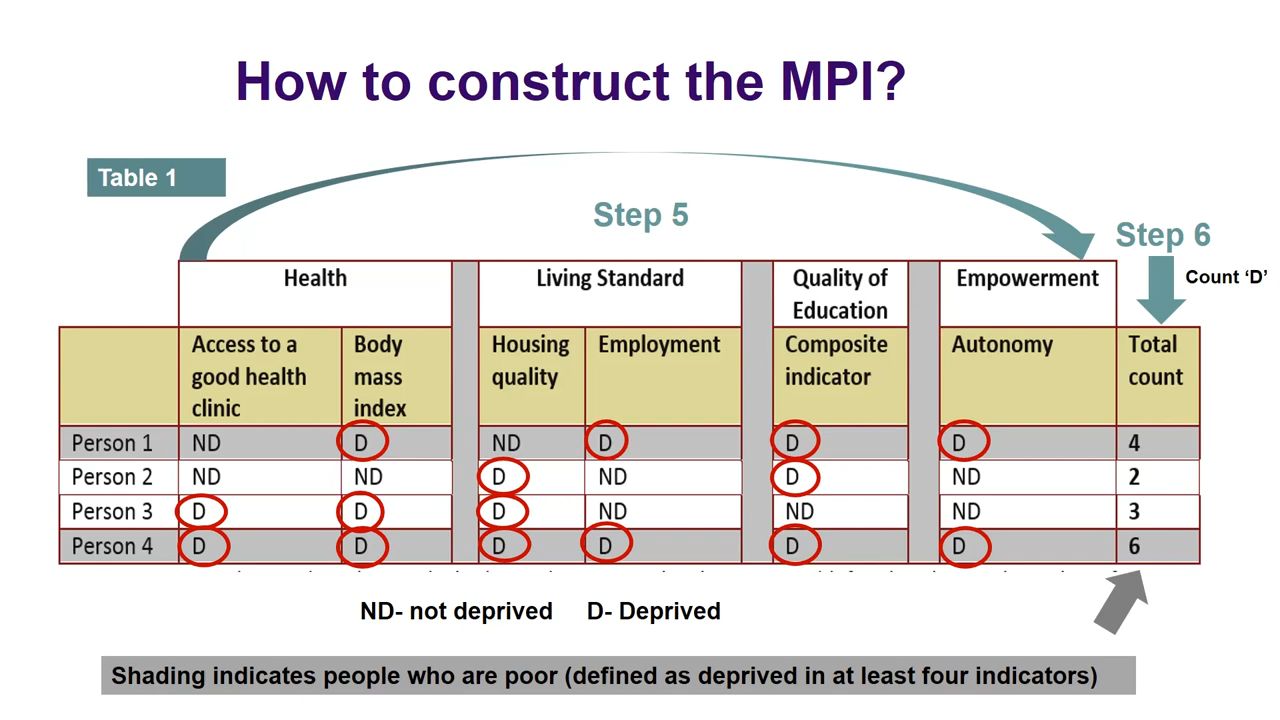 How to construct the MPI?
Table 1
Step 5
Step 6
Count ‘D’
Health Living Standard Quality of Education Empowerment
Access to a good health clinic Body mass index Housing quality Employment Composite indicator Autonomy Total count
Person 1 ND D ND D D D 4
Person 2 ND ND D ND D ND 2
Person 3 D D D ND ND ND 3
Person 4 D D D D D D 6
ND- not deprived D- Deprived
Shading indicates people who are poor (defined as deprived in at least four indicators)